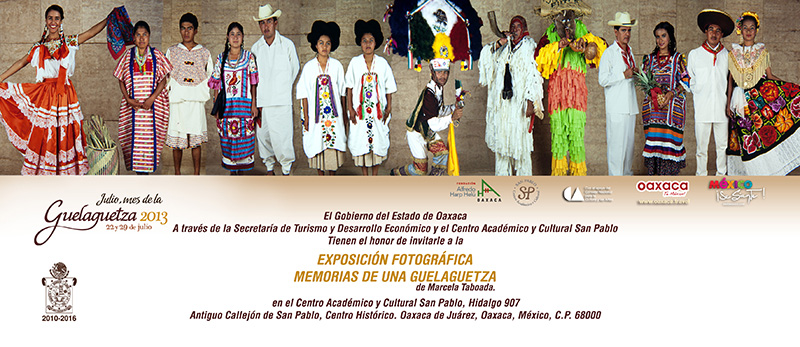 Julio, mes de la
Guelaguetza 2013
22 y 29 de julio
2010-2016
FUNDACIÓN
Alfredo
Harp Helú
OAXACA
SP
oaxaca
méxico
El Gobierno del Estado de Oaxaca
A través de la Secretaría de Turismo y Desarrollo Económico y el Centro Académico y Cultural San Pablo
Tienen el honor de invitarle a la
EXPOSICIÓN FOTOGRÁFICA
MEMORIAS DE UNA GUELAGUETZA
de Marcela Taboada.
en el Centro Académico y Cultural San Pablo, Hidalgo 907
Antiguo Callejón de San Pablo, Centro Histórico. Oaxaca de Juárez, Oaxaca, México, C.P. 68000